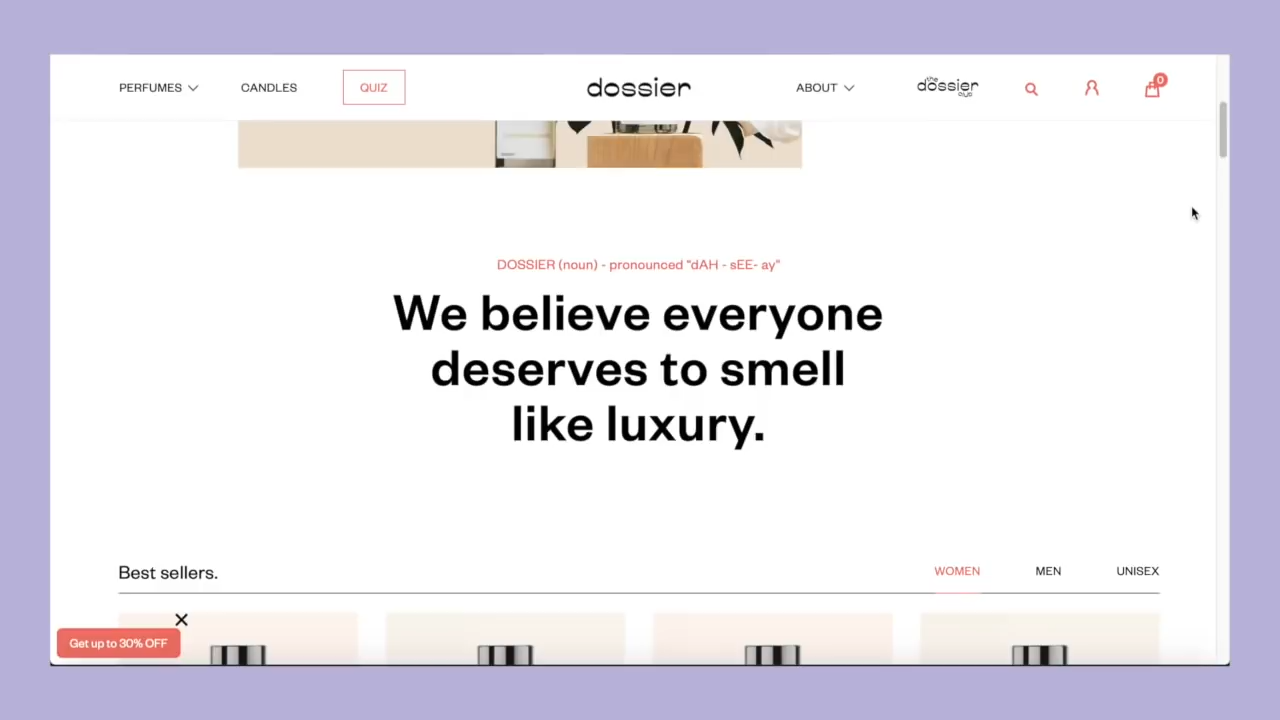 PERFUMES
CANDLES
QUIZ
dossier
ABOUT
the
dossier
club
0
DOSSIER (noun) - pronounced "dAH - sEE- ay"
We believe everyone
deserves to smell
like luxury.
Best sellers.
WOMEN
MEN
UNISEX
Get up to 30% OFF